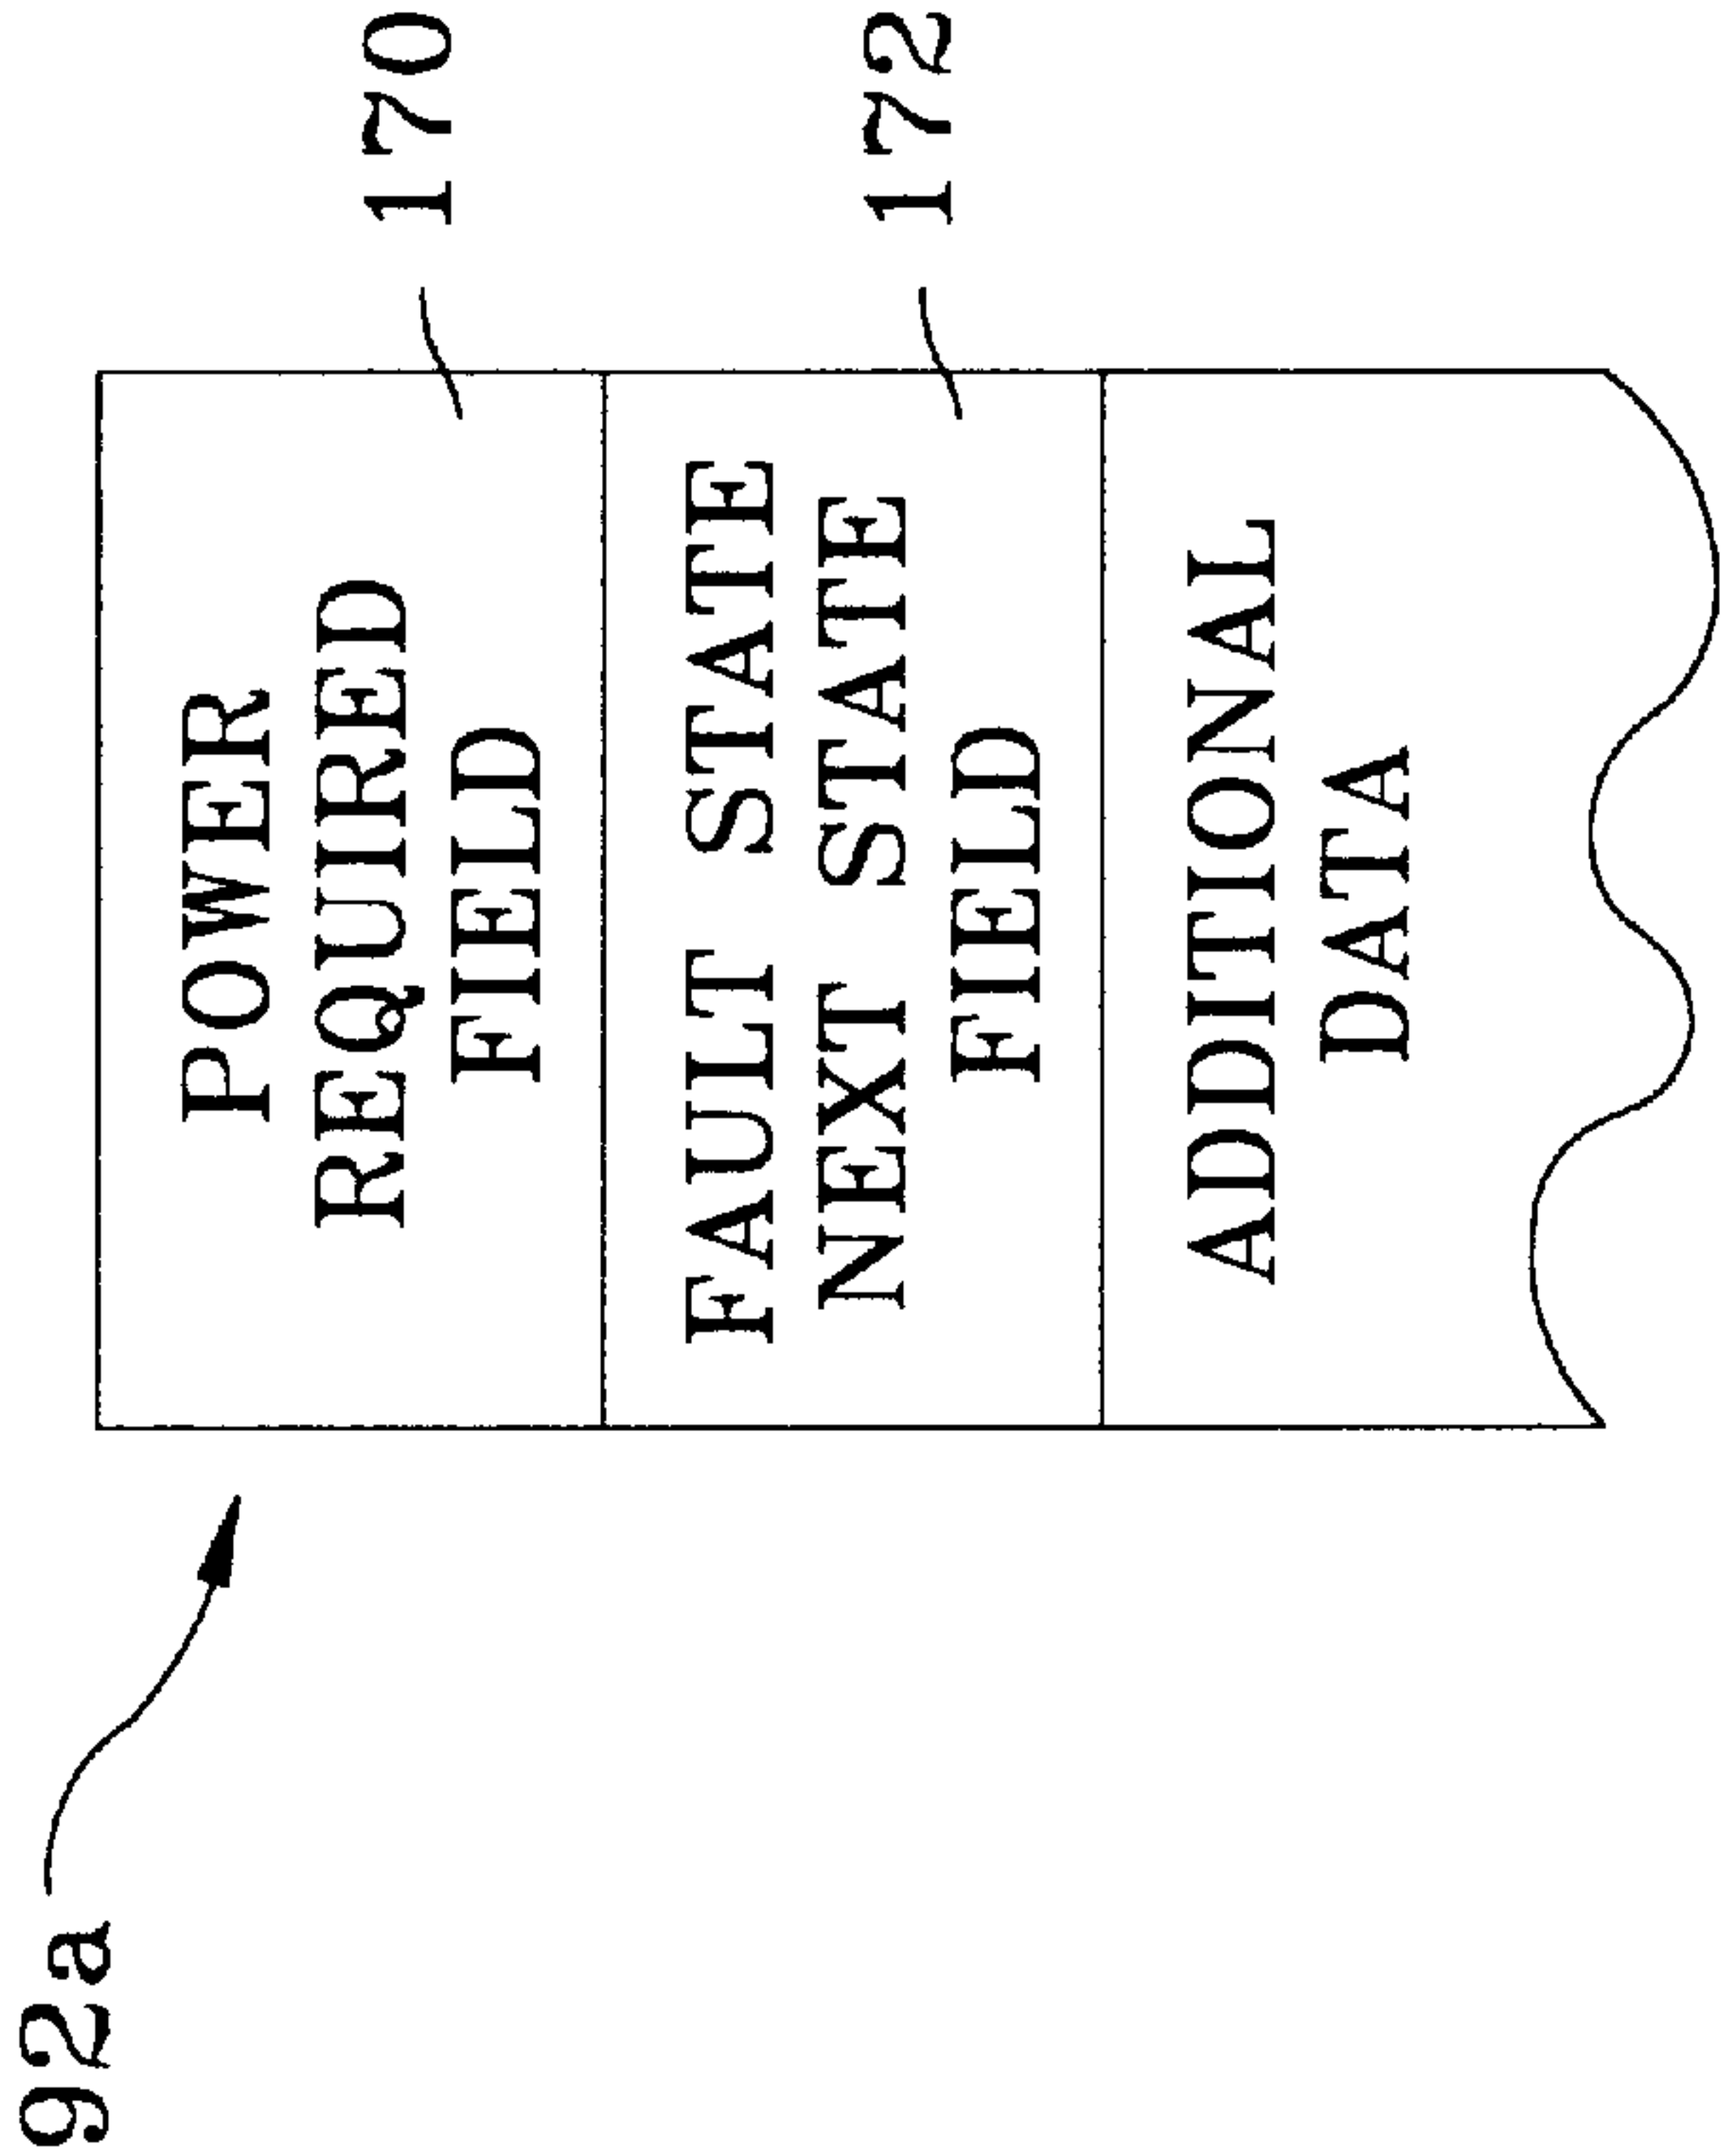 92a
POWER
REQUIRED
FIELD
170
FAULT STATE
NEXT STATE
FIELD
172
ADDITIONAL
DATA